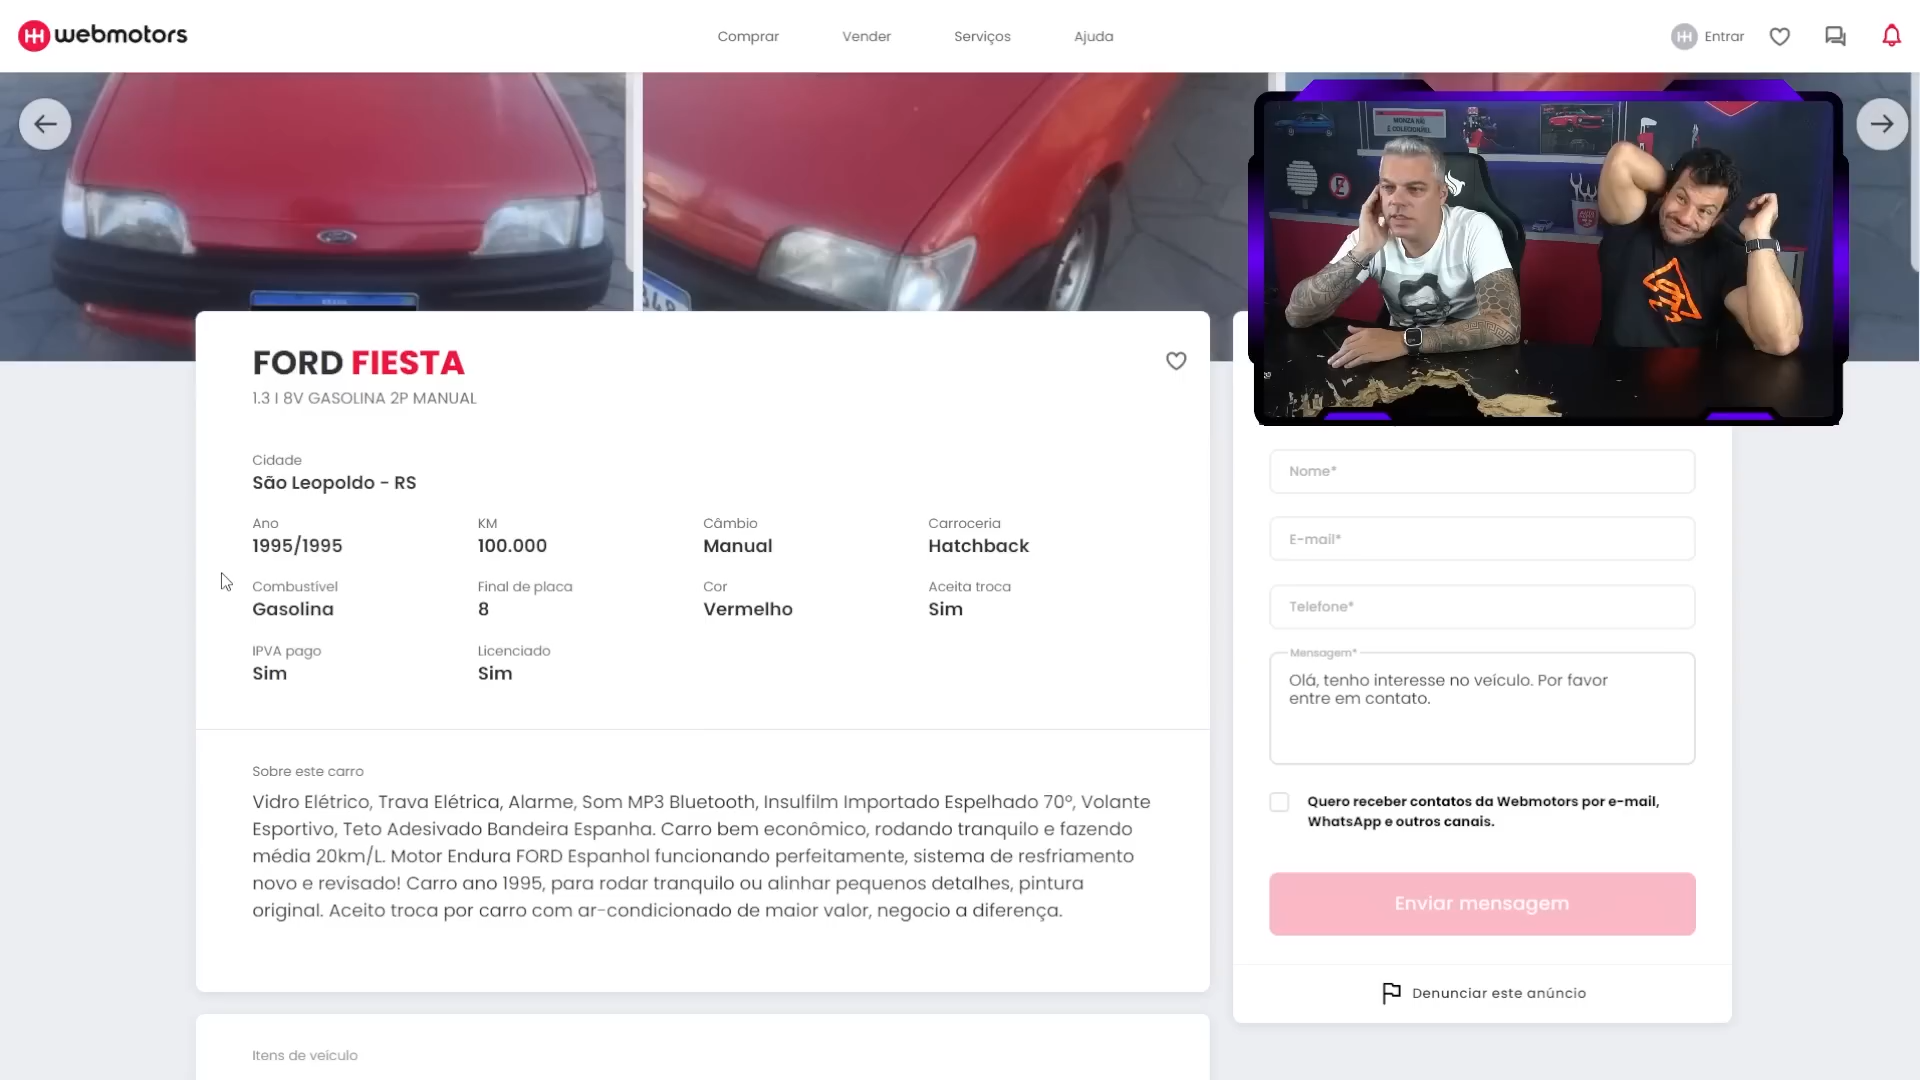 webmotors
Comprar
Vender
Serviços
Ajuda
Entrar
MONZA NÃO
É COLECIONÁVEL
FORD FIESTA
1.3 I 8V GASOLINA 2P MANUAL
Cidade
São Leopoldo - RS
Ano
KM
Câmbio
Carroceria
1995/1995
100.000
Manual
Hatchback
Combustível
Final de placa
Cor
Aceita troca
Gasolina
8
Vermelho
Sim
IPVA pago
Licenciado
Sim
Sim
Sobre este carro
Vidro Elétrico, Trava Elétrica, Alarme, Som MP3 Bluetooth, Insulfilm Importado Espelhado 70º, Volante
Esportivo, Teto Adesivado Bandeira Espanha. Carro bem econômico, rodando tranquilo e fazendo
média 20km/L. Motor Endura FORD Espanhol funcionando perfeitamente, sistema de resfriamento
novo e revisado! Carro ano 1995, para rodar tranquilo ou alinhar pequenos detalhes, pintura
original. Aceito troca por carro com ar-condicionado de maior valor, negocio a diferença.
Itens de veículo
Nome*
E-mail*
Telefone*
Mensagem*
Olá, tenho interesse no veículo. Por favor
entre em contato.
Quero receber contatos da Webmotors por e-mail,
WhatsApp e outros canais.
Enviar mensagem
Denunciar este anúncio